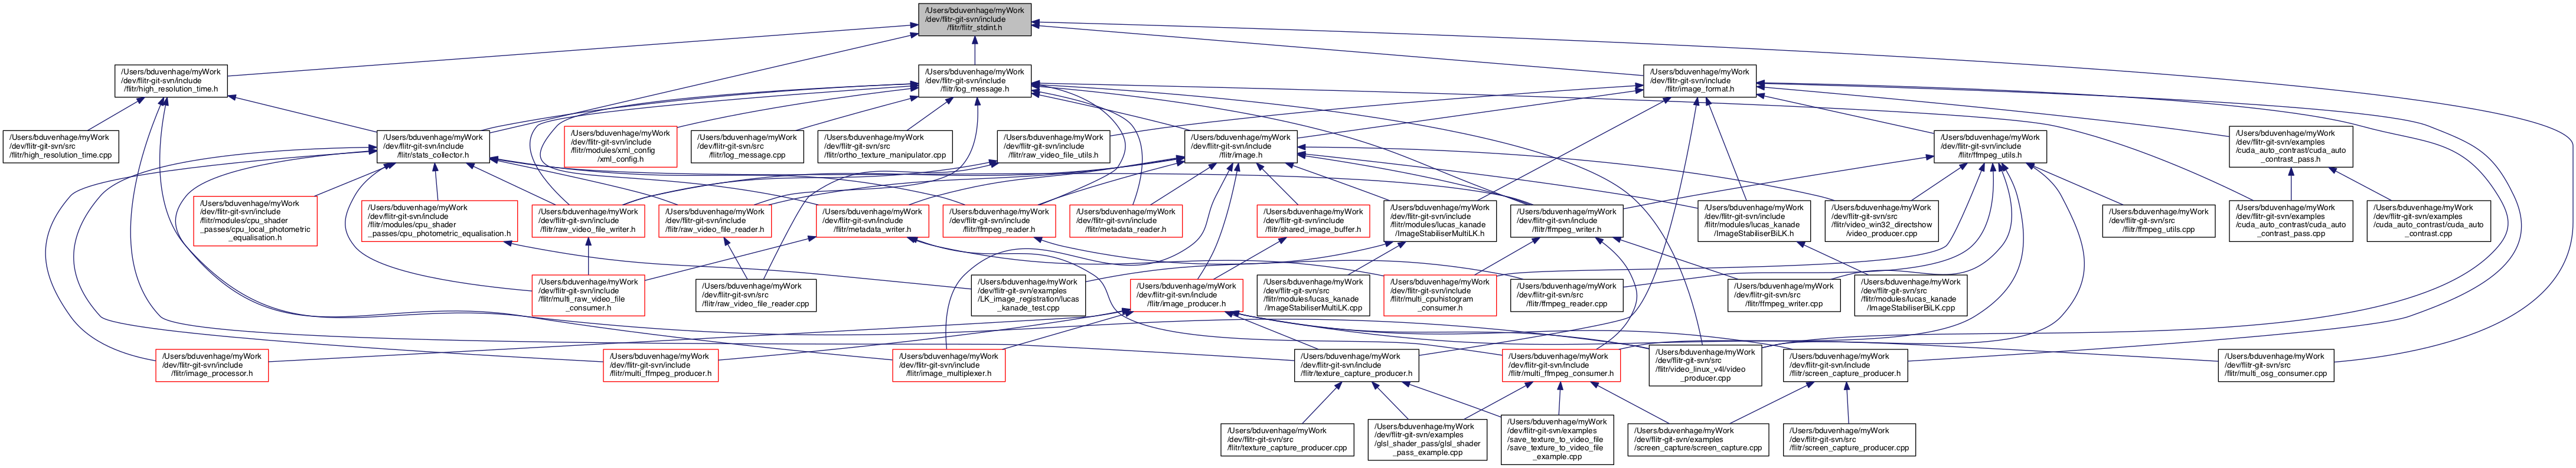 /Users/bduvenhage/myWork
/dev/flitr-git-svn/include
/flitr/flitr_stdint.h
/Users/bduvenhage/myWork
/dev/flitr-git-svn/include
/flitr/high_resolution_time.h
/Users/bduvenhage/myWork
/dev/flitr-git-svn/include
/flitr/log_message.h
/Users/bduvenhage/myWork
/dev/flitr-git-svn/include
/flitr/image_format.h
/Users/bduvenhage/myWork
/dev/flitr-git-svn/src
/flitr/high_resolution_time.cpp
/Users/bduvenhage/myWork
/dev/flitr-git-svn/include
/flitr/stats_collector.h
/Users/bduvenhage/myWork
/dev/flitr-git-svn/include
/flitr/modules/xml_config
/xml_config.h
/Users/bduvenhage/myWork
/dev/flitr-git-svn/src
/flitr/log_message.cpp
/Users/bduvenhage/myWork
/dev/flitr-git-svn/src
/flitr/ortho_texture_manipulator.cpp
/Users/bduvenhage/myWork
/dev/flitr-git-svn/include
/flitr/raw_video_file_utils.h
/Users/bduvenhage/myWork
/dev/flitr-git-svn/include
/flitr/image.h
/Users/bduvenhage/myWork
/dev/flitr-git-svn/include
/flitr/ffmpeg_utils.h
/Users/bduvenhage/myWork
/dev/flitr-git-svn/examples
/cuda_auto_contrast/cuda_auto
_contrast_pass.h
/Users/bduvenhage/myWork
/dev/flitr-git-svn/include
/flitr/modules/cpu_shader
_passes/cpu_local_photometric
_equalisation.h
/Users/bduvenhage/myWork
/dev/flitr-git-svn/include
/flitr/modules/cpu_shader
_passes/cpu_photometric_equalisation.h
/Users/bduvenhage/myWork
/dev/flitr-git-svn/include
/flitr/raw_video_file_writer.h
/Users/bduvenhage/myWork
/dev/flitr-git-svn/include
/flitr/raw_video_file_reader.h
/Users/bduvenhage/myWork
/dev/flitr-git-svn/include
/flitr/metadata_writer.h
/Users/bduvenhage/myWork
/dev/flitr-git-svn/include
/flitr/ffmpeg_reader.h
/Users/bduvenhage/myWork
/dev/flitr-git-svn/include
/flitr/metadata_reader.h
/Users/bduvenhage/myWork
/dev/flitr-git-svn/include
/flitr/shared_image_buffer.h
/Users/bduvenhage/myWork
/dev/flitr-git-svn/include
/flitr/modules/lucas_kanade
/ImageStabiliserMultiLK.h
/Users/bduvenhage/myWork
/dev/flitr-git-svn/include
/flitr/ffmpeg_writer.h
/Users/bduvenhage/myWork
/dev/flitr-git-svn/include
/flitr/modules/lucas_kanade
/ImageStabiliserBiLK.h
/Users/bduvenhage/myWork
/dev/flitr-git-svn/src
/flitr/video_win32_directshow
/video_producer.cpp
/Users/bduvenhage/myWork
/dev/flitr-git-svn/src
/flitr/ffmpeg_utils.cpp
/Users/bduvenhage/myWork
/dev/flitr-git-svn/examples
/cuda_auto_contrast/cuda_auto
_contrast_pass.cpp
/Users/bduvenhage/myWork
/dev/flitr-git-svn/examples
/cuda_auto_contrast/cuda_auto
_contrast.cpp
/Users/bduvenhage/myWork
/dev/flitr-git-svn/include
/flitr/multi_raw_video_file
_consumer.h
/Users/bduvenhage/myWork
/dev/flitr-git-svn/src
/flitr/raw_video_file_reader.cpp
/Users/bduvenhage/myWork
/dev/flitr-git-svn/examples
/LK_image_registration/lucas
_kanade_test.cpp
/Users/bduvenhage/myWork
/dev/flitr-git-svn/include
/flitr/image_producer.h
/Users/bduvenhage/myWork
/dev/flitr-git-svn/src
/flitr/modules/lucas_kanade
/ImageStabiliserMultiLK.cpp
/Users/bduvenhage/myWork
/dev/flitr-git-svn/include
/flitr/multi_cpuhistogram
_consumer.h
/Users/bduvenhage/myWork
/dev/flitr-git-svn/src
/flitr/ffmpeg_reader.cpp
/Users/bduvenhage/myWork
/dev/flitr-git-svn/src
/flitr/ffmpeg_writer.cpp
/Users/bduvenhage/myWork
/dev/flitr-git-svn/src
/flitr/modules/lucas_kanade
/ImageStabiliserBiLK.cpp
/Users/bduvenhage/myWork
/dev/flitr-git-svn/include
/flitr/image_processor.h
/Users/bduvenhage/myWork
/dev/flitr-git-svn/include
/flitr/multi_ffmpeg_producer.h
/Users/bduvenhage/myWork
/dev/flitr-git-svn/include
/flitr/image_multiplexer.h
/Users/bduvenhage/myWork
/dev/flitr-git-svn/include
/flitr/texture_capture_producer.h
/Users/bduvenhage/myWork
/dev/flitr-git-svn/include
/flitr/multi_ffmpeg_consumer.h
/Users/bduvenhage/myWork
/dev/flitr-git-svn/src
/flitr/video_linux_v4l/video
_producer.cpp
/Users/bduvenhage/myWork
/dev/flitr-git-svn/include
/flitr/screen_capture_producer.h
/Users/bduvenhage/myWork
/dev/flitr-git-svn/src
/flitr/multi_osg_consumer.cpp
/Users/bduvenhage/myWork
/dev/flitr-git-svn/src
/flitr/texture_capture_producer.cpp
/Users/bduvenhage/myWork
/dev/flitr-git-svn/examples
/glsl_shader_pass/glsl_shader
_pass_example.cpp
/Users/bduvenhage/myWork
/dev/flitr-git-svn/examples
/save_texture_to_video_file
/save_texture_to_video_file
_example.cpp
/Users/bduvenhage/myWork
/dev/flitr-git-svn/examples
/screen_capture/screen_capture.cpp
/Users/bduvenhage/myWork
/dev/flitr-git-svn/src
/flitr/screen_capture_producer.cpp